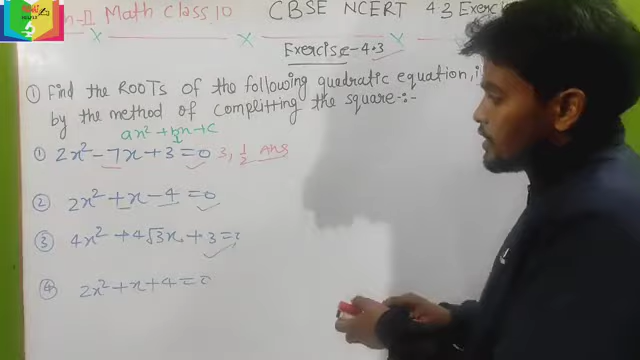 Math Class 10 CBSE NCERT 4.3 Exerci
Exercise-4.3
① Find the RooTs of the following quadratic equation, i
by the method of complitting the square:-
ax² + bx + c
① 2x² - 7x + 3 = 0 3, 1/2 Ans
② 2x² + x - 4 = 0
③ 4x² + 4√3x + 3 = 0
④ 2x² + x + 4 = 0